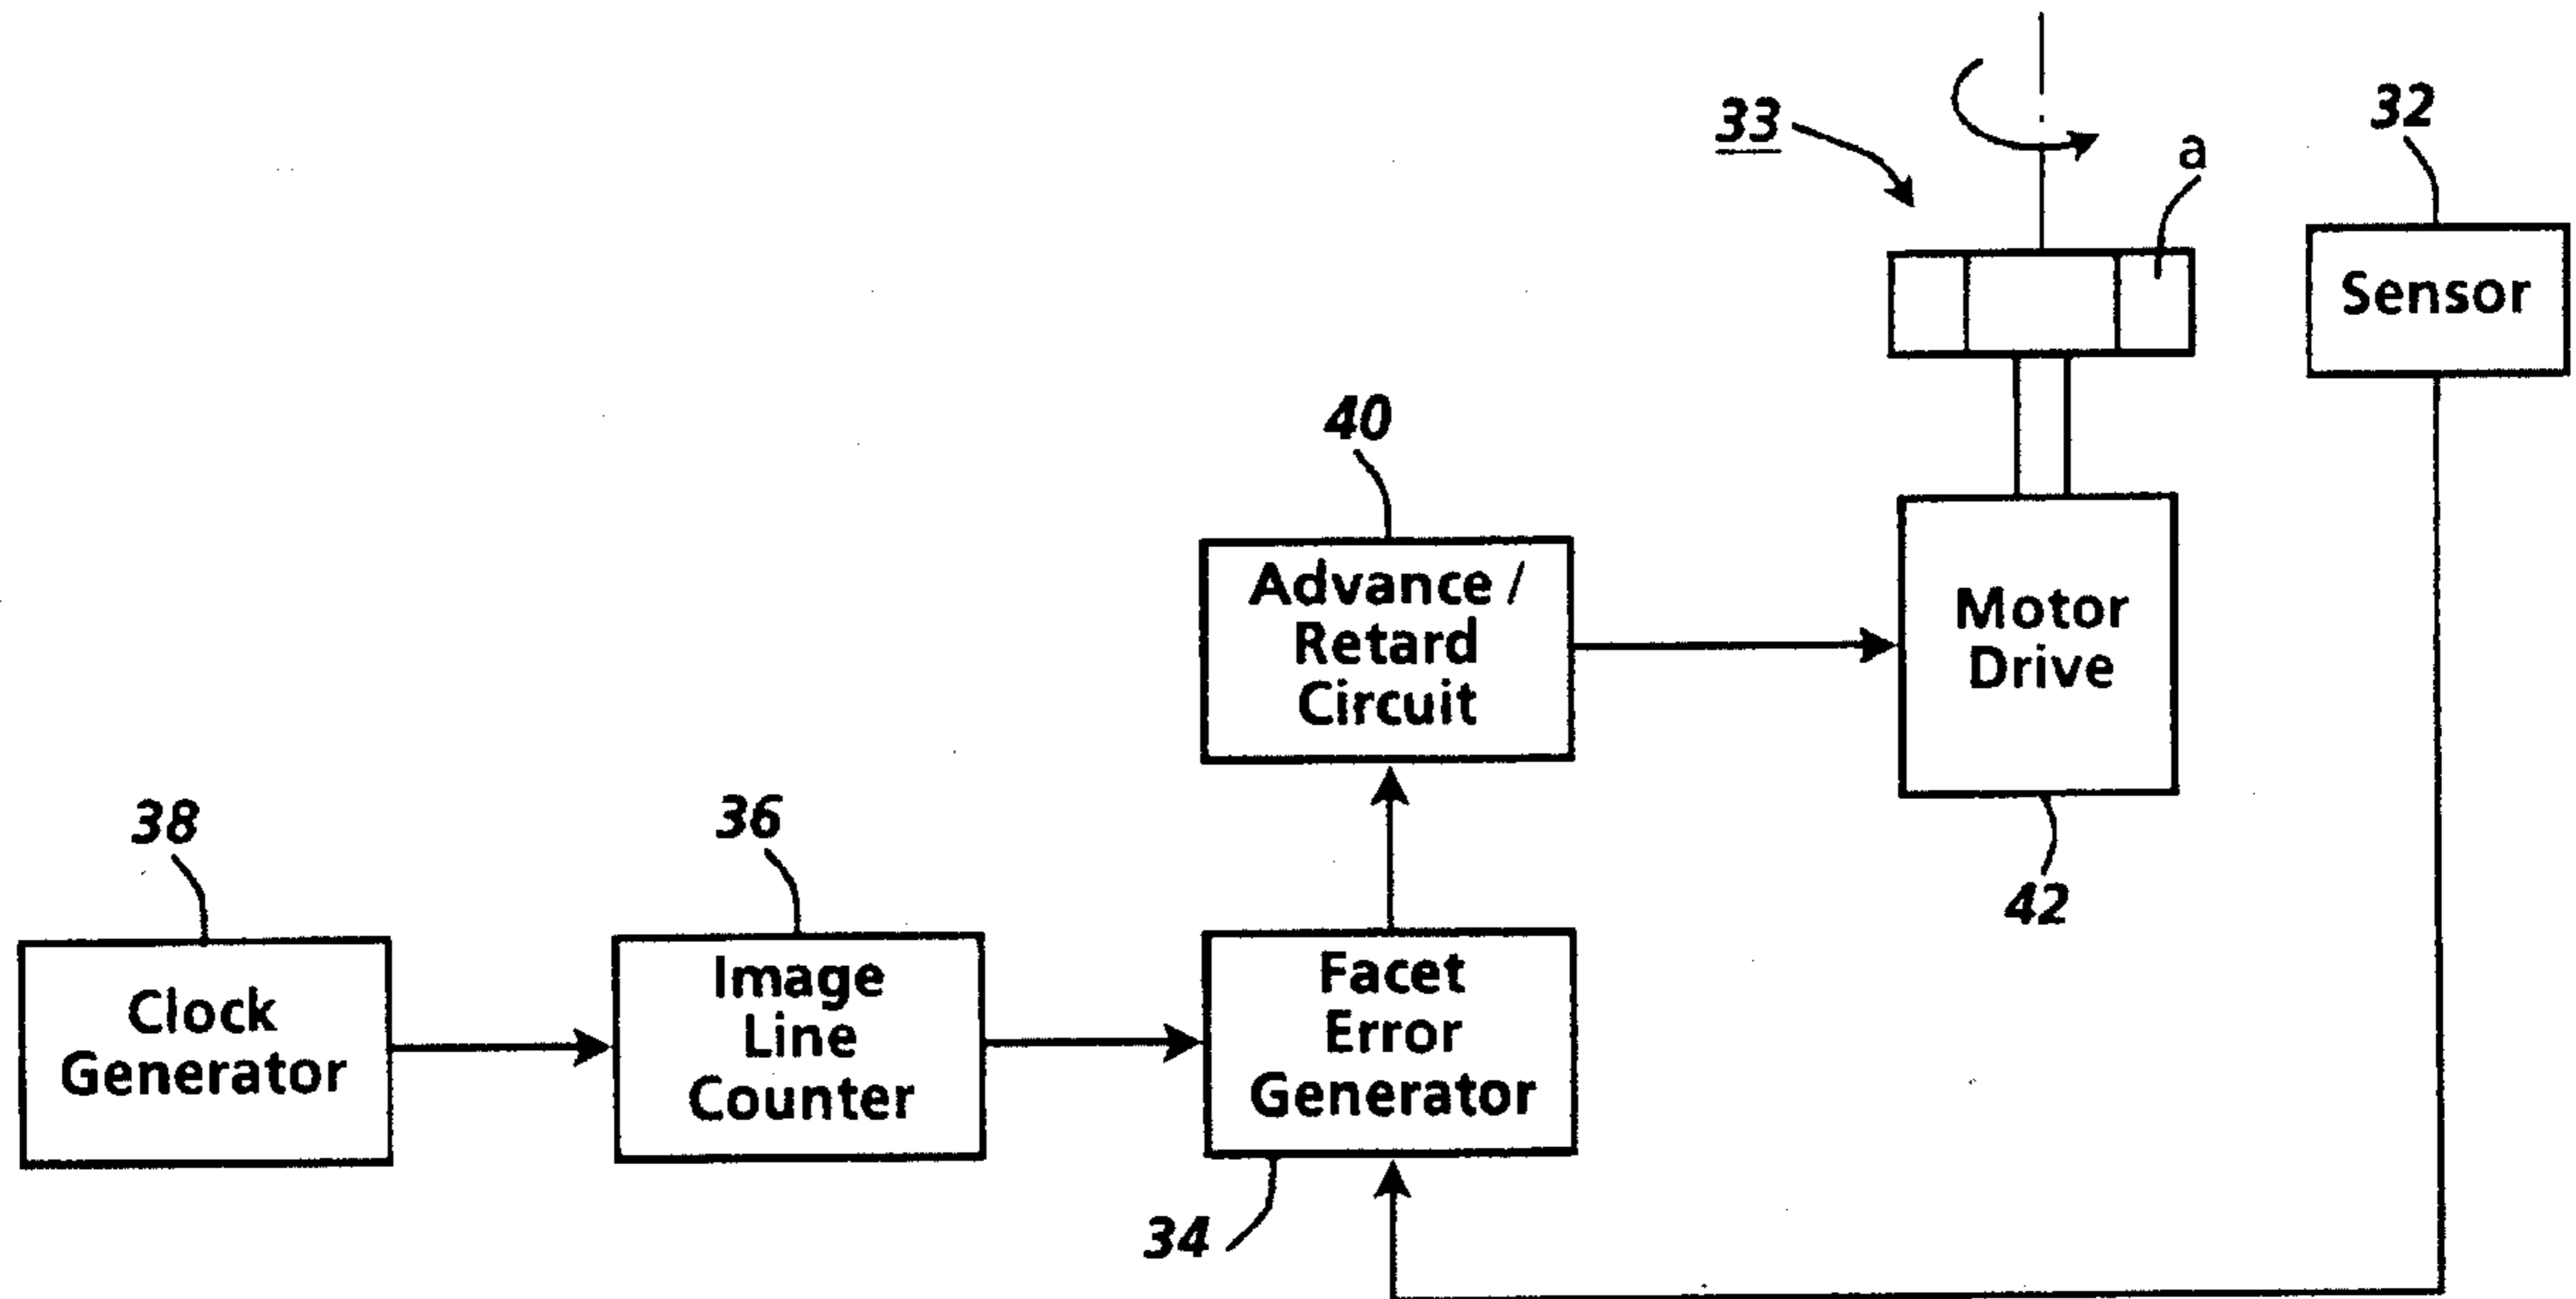 33
a
32
Sensor
40
Advance /
Retard
Circuit
Motor
Drive
42
38
Clock
Generator
36
Image
Line
Counter
Facet
Error
Generator
34